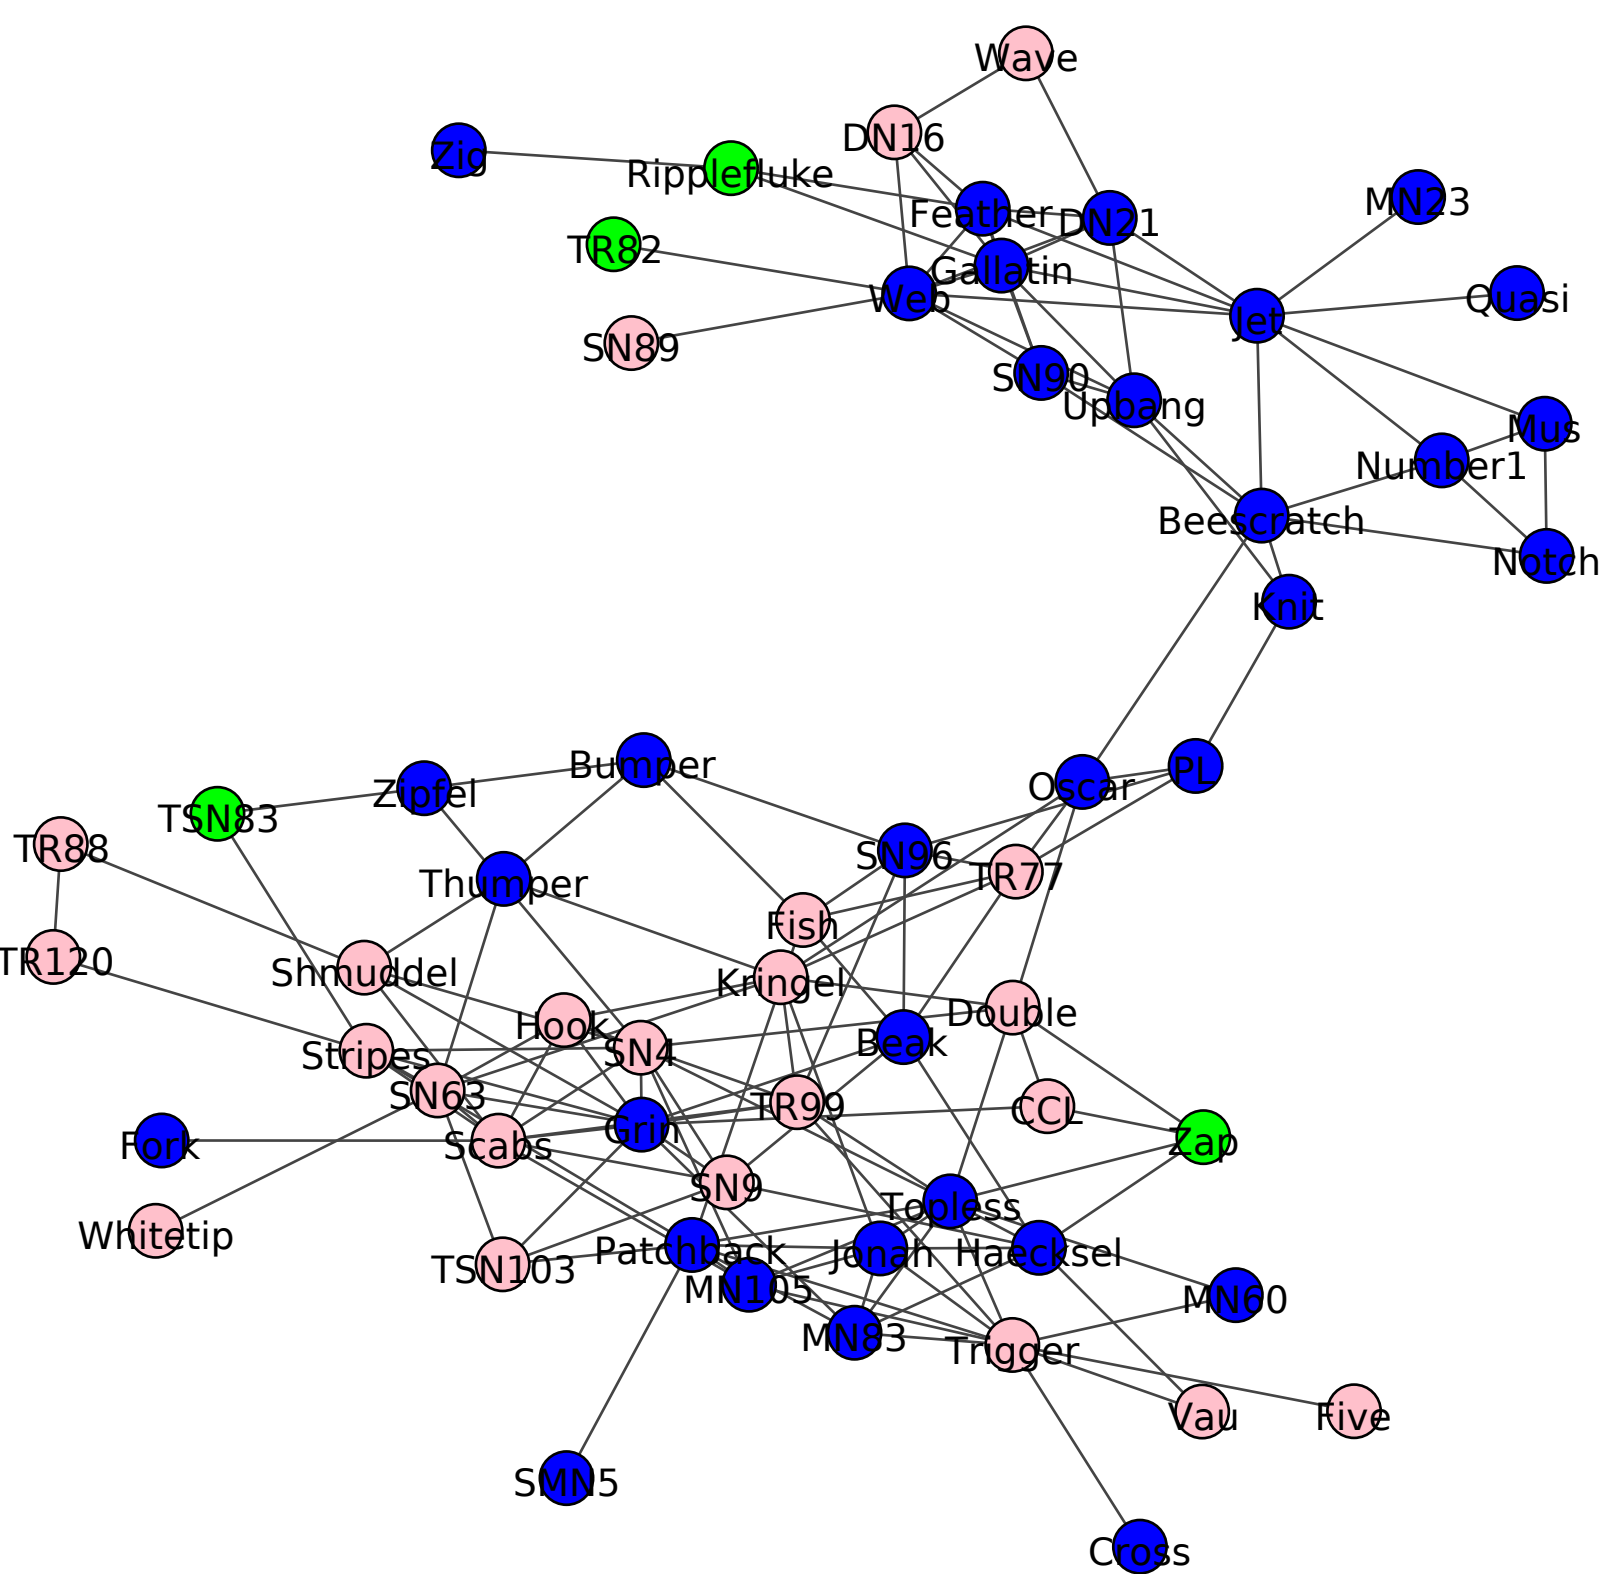 Wave
DN16
Zig
Ripplefluke
MN23
Feather
DN21
TR82
Gallatin
Web
Quasi
Jet
SN89
SN90
Upbang
Mus
Number1
Beescratch
Notch
Knit
Bumper
PL
Oscar
Zipfel
TSN83
TR88
SN96
TR77
Thumper
Fish
TR120
Shmuddel
Kringel
Double
Hook
Beak
Stripes
SN4
SN63
TR99
CCL
Fork
Scabs
Grin
Zap
SN9
Topless
Whitetip
Patchback
Jonah
Haecksel
TSN103
MN105
MN60
MN83
Trigger
Vau
Five
SMN5
Cross